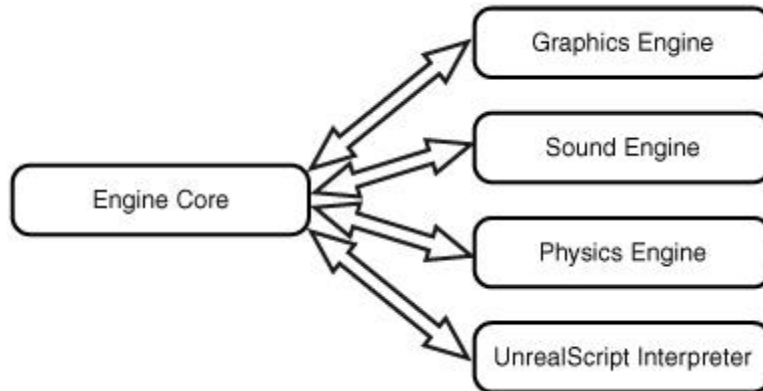 Graphics Engine
Sound Engine
Engine Core
Physics Engine
UnrealScript Interpreter